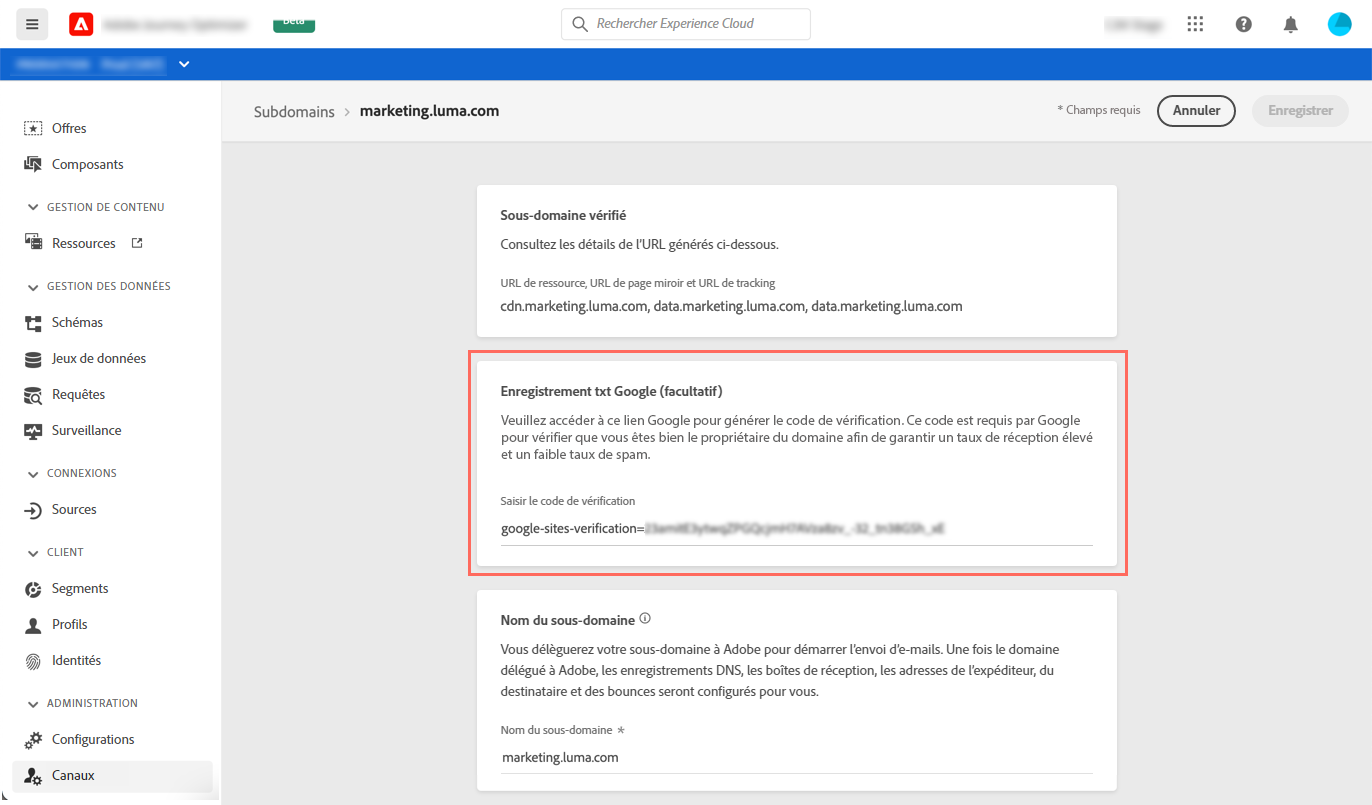 Beta
Rechercher Experience Cloud
Subdomains > marketing.luma.com
* Champs requis
Annuler
Enregistrer
Offres
Composants
GESTION DE CONTENU
Ressources
GESTION DES DONNÉES
Schémas
Jeux de données
Requêtes
Surveillance
CONNEXIONS
Sources
CLIENT
Segments
Profils
Identités
ADMINISTRATION
Configurations
Canaux
Sous-domaine vérifié
Consultez les détails de l'URL générés ci-dessous.
URL de ressource, URL de page miroir et URL de tracking
cdn.marketing.luma.com, data.marketing.luma.com, data.marketing.luma.com
Enregistrement txt Google (facultatif)
Veuillez accéder à ce lien Google pour générer le code de vérification. Ce code est requis par Google
pour vérifier que vous êtes bien le propriétaire du domaine afin de garantir un taux de réception élevé
et un faible taux de spam.
Saisir le code de vérification
google-sites-verification=
Nom du sous-domaine
Vous délèguerez votre sous-domaine à Adobe pour démarrer l'envoi d'e-mails. Une fois le domaine
délégué à Adobe, les enregistrements DNS, les boîtes de réception, les adresses de l'expéditeur, du
destinataire et des bounces seront configurés pour vous.
Nom du sous-domaine *
marketing.luma.com